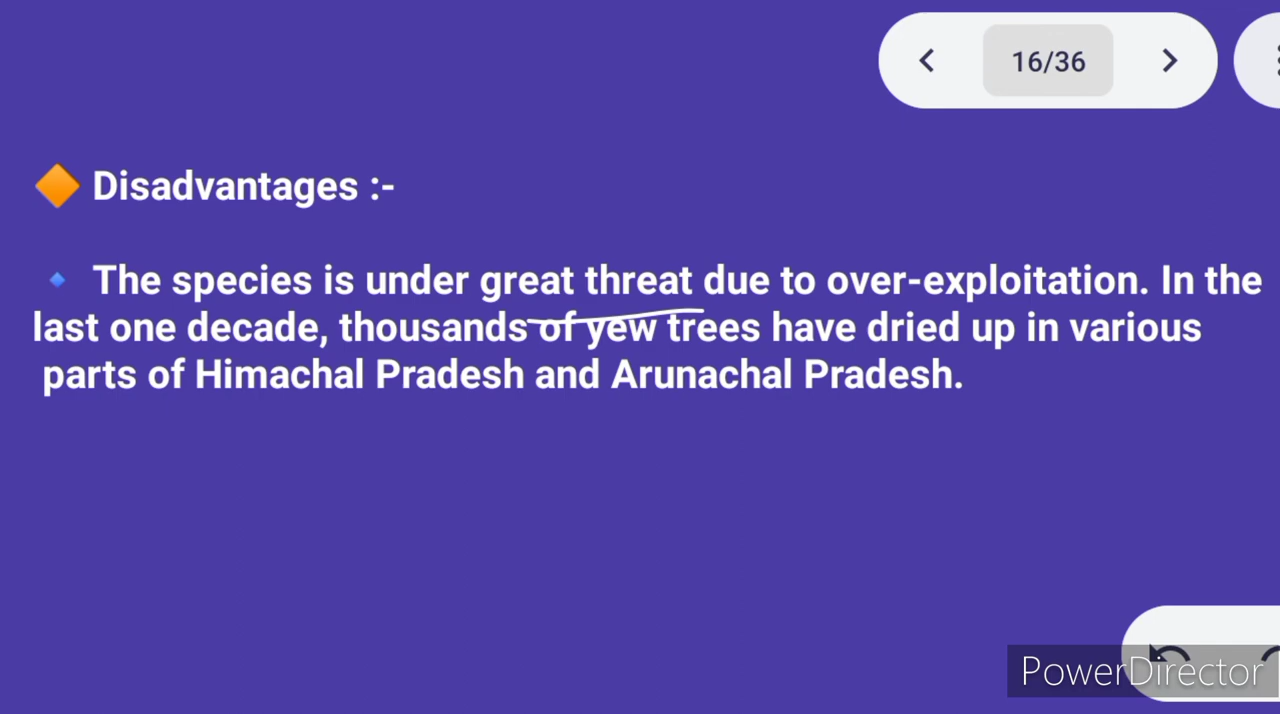 16/36
🔶 Disadvantages :-
🔹 The species is under great threat due to over-exploitation. In the
last one decade, thousands of yew trees have dried up in various
parts of Himachal Pradesh and Arunachal Pradesh.
PowerDirector